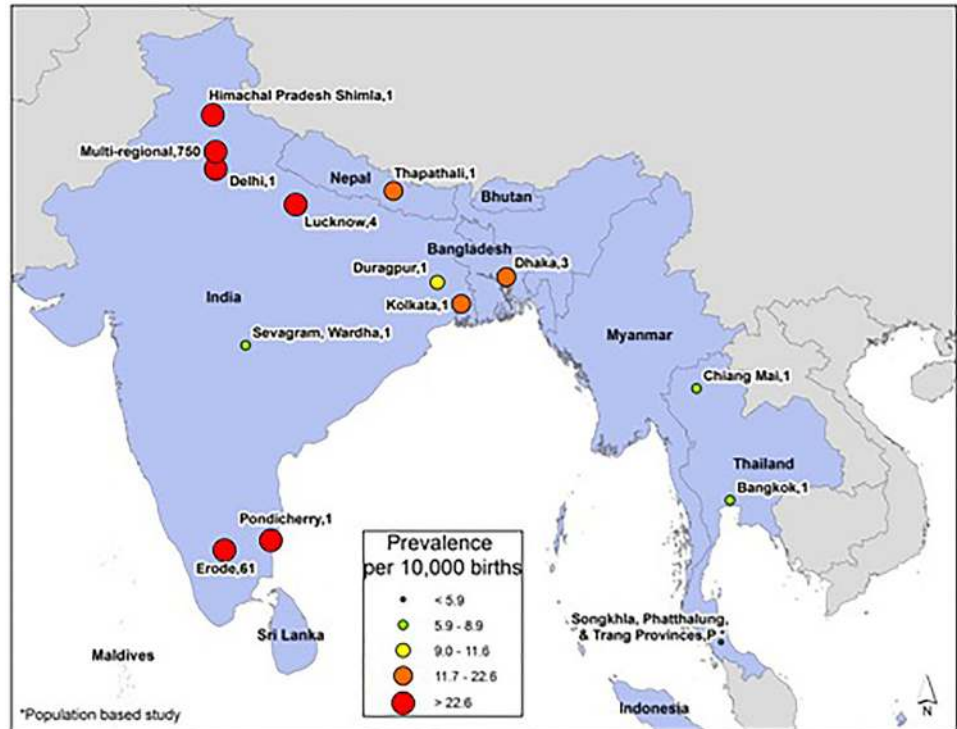 Himachal Pradesh Shimla,1
Multi-regional,750
Delhi,1
Nepal
Thapathali,1
Bhutan
Lucknow,4
Bangladesh
Duragpur,1
Dhaka,3
India
Kolkata,1
Myanmar
Sevagram, Wardha,1
Chiang Mai,1
Thailand
Bangkok,1
Pondicherry,1
Erode,61
Sri Lanka
Maldives
Prevalence
per 10,000 births
< 5.9
5.9 - 8.9
9.0 - 11.6
11.7 - 22.6
> 22.6
Songkhla, Phatthalung,
& Trang Provinces,P *
Indonesia
N
*Population based study